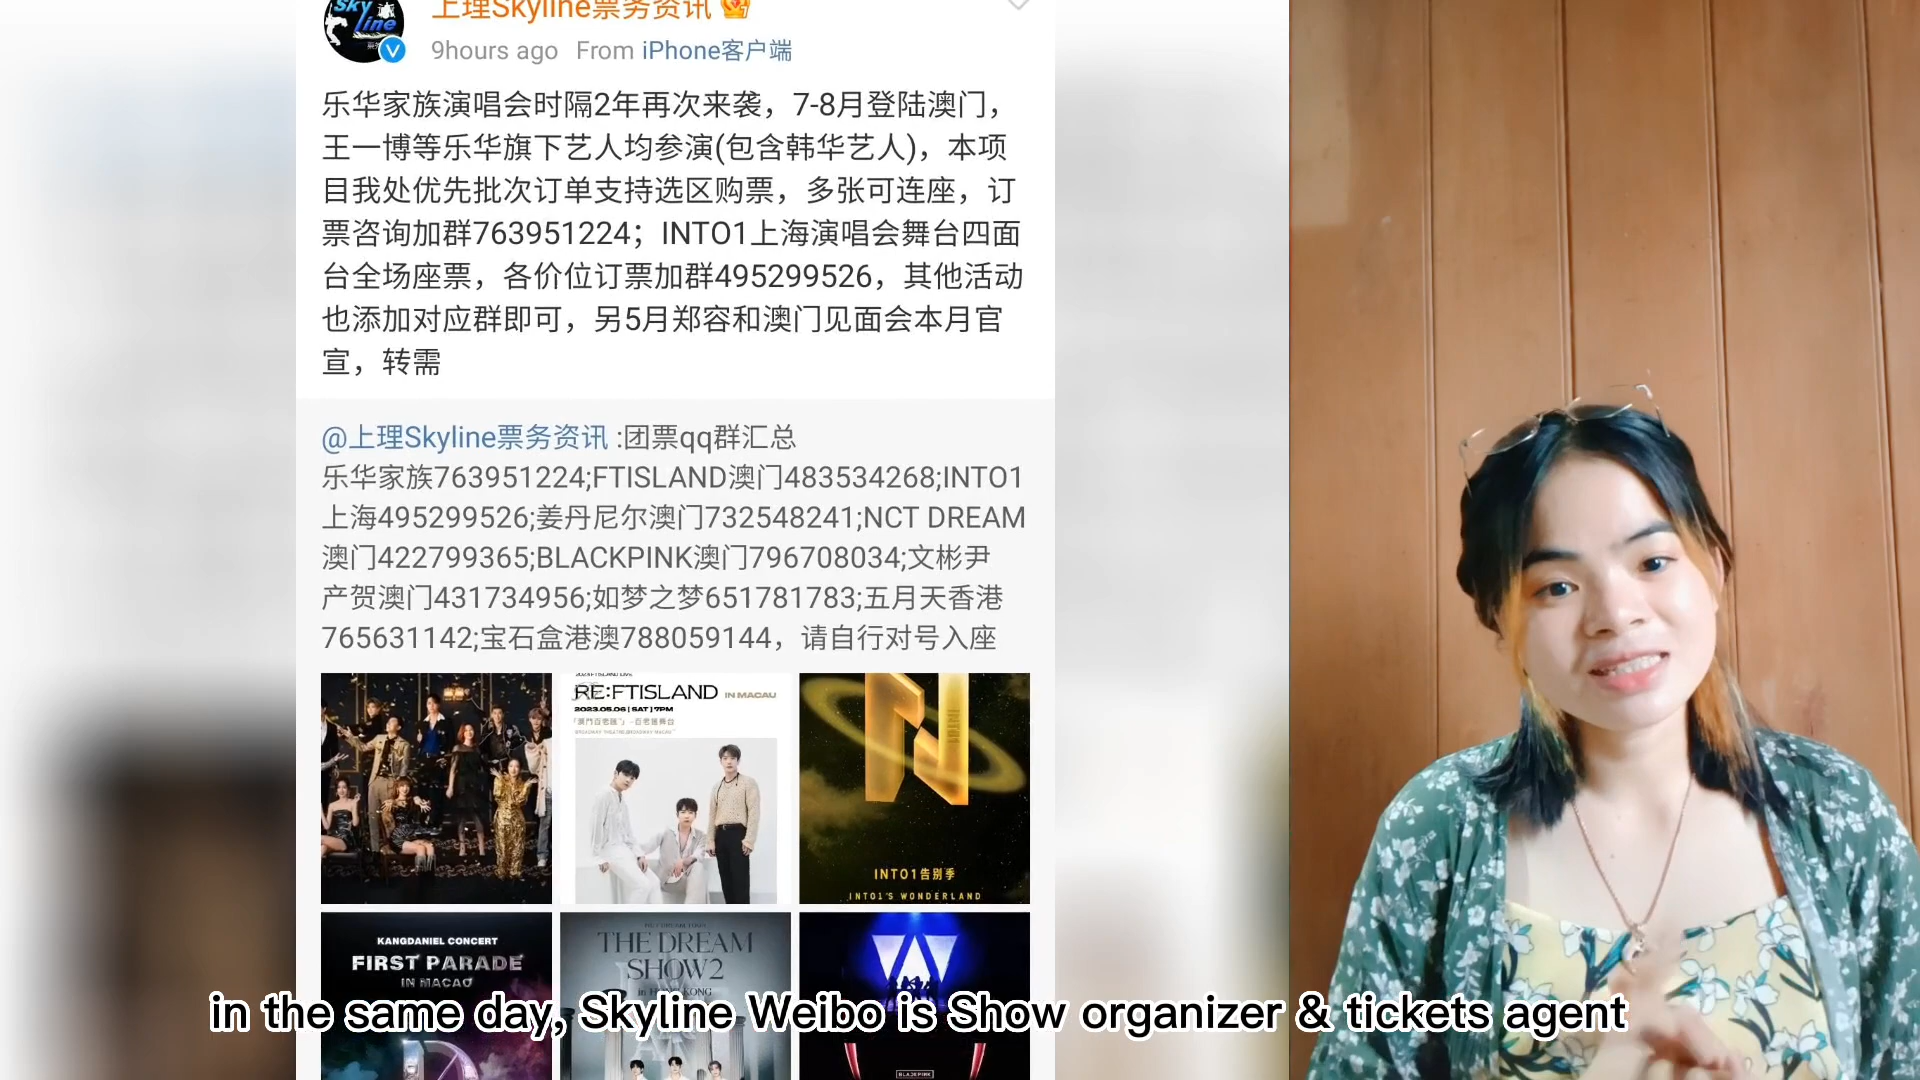 Sky
line
上理Skyline票务资讯
9hours ago From iPhone客户端
乐华家族演唱会时隔2年再次来袭，7-8月登陆澳门，
王一博等乐华旗下艺人均参演(包含韩华艺人)，本项
目我处优先批次订单支持选区购票，多张可连座，订
票咨询加群763951224；INTO1上海演唱会舞台四面
台全场座票，各价位订票加群495299526，其他活动
也添加对应群即可，另5月郑容和澳门见面会本月官
宣，转需
@上理Skyline票务资讯 :团票qq群汇总
乐华家族763951224;FTISLAND澳门483534268;INTO1
上海495299526;姜丹尼尔澳门732548241;NCT DREAM
澳门422799365;BLACKPINK澳门796708034;文彬尹
产贺澳门431734956;如梦之梦651781783;五月天香港
765631142;宝石盒港澳788059144，请自行对号入座
RE:FTISLAND IN MACAU
2023.05.06 | SAT | 7PM
INTO1告别季
INTO1'S WONDERLAND
KANGDANIEL CONCERT
FIRST PARADE
IN MACAO
THE DREAM
SHOW2
in HONG KONG
BLACKPINK
in the same day, Skyline Weibo is Show organizer & tickets agent